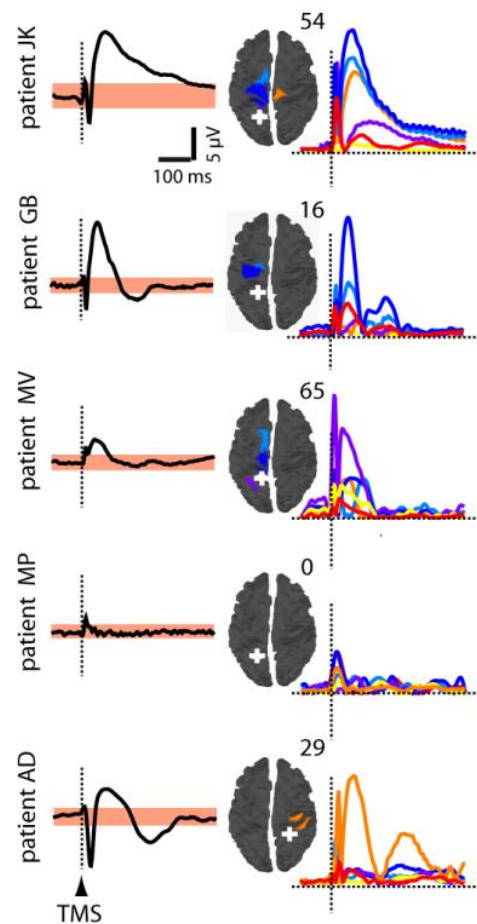 patient JK
54
5 µV
100 ms
patient GB
16
patient MV
65
patient MP
0
patient AD
29
TMS